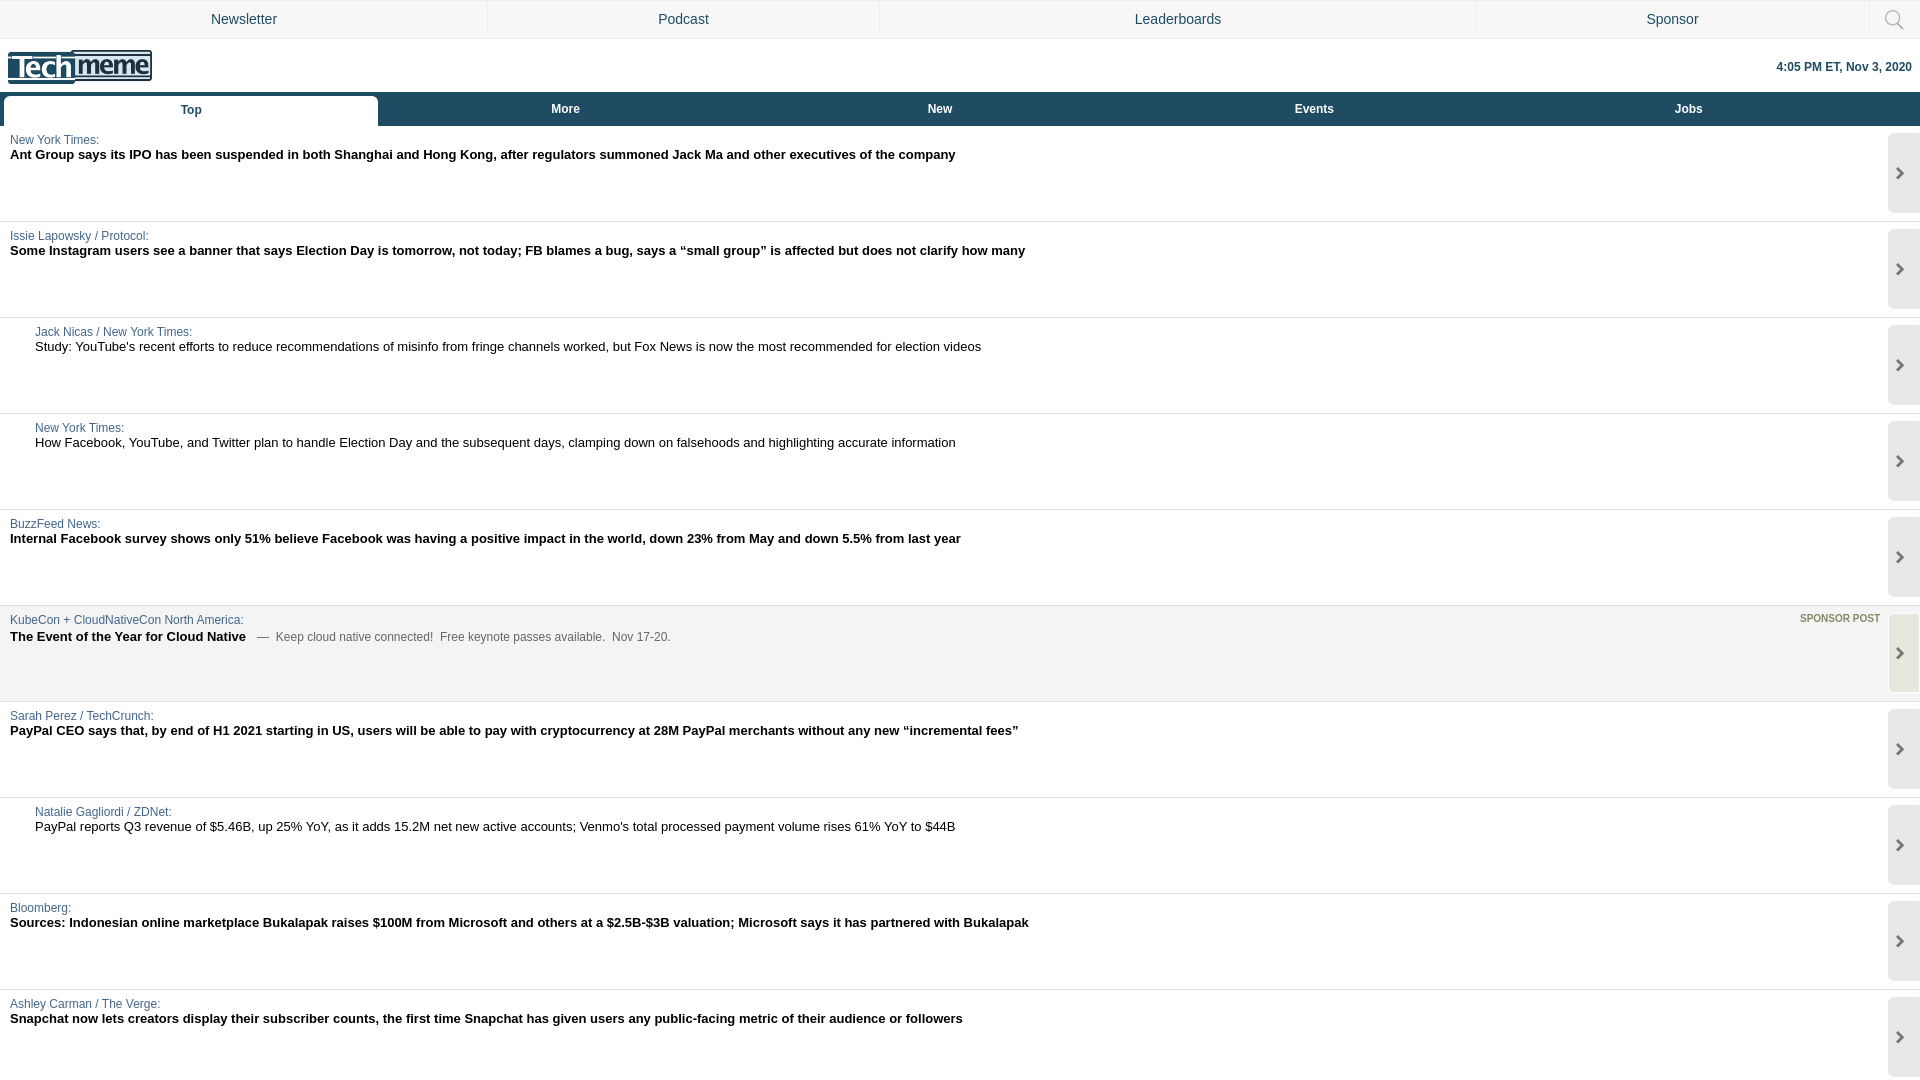 Newsletter
Podcast
Leaderboards
Sponsor
Techmeme
4:05 PM ET, Nov 3, 2020
Top
More
New
Events
Jobs
New York Times:
Ant Group says its IPO has been suspended in both Shanghai and Hong Kong, after regulators summoned Jack Ma and other executives of the company
Issie Lapowsky / Protocol:
Some Instagram users see a banner that says Election Day is tomorrow, not today; FB blames a bug, says a “small group” is affected but does not clarify how many
Jack Nicas / New York Times:
Study: YouTube's recent efforts to reduce recommendations of misinfo from fringe channels worked, but Fox News is now the most recommended for election videos
New York Times:
How Facebook, YouTube, and Twitter plan to handle Election Day and the subsequent days, clamping down on falsehoods and highlighting accurate information
BuzzFeed News:
Internal Facebook survey shows only 51% believe Facebook was having a positive impact in the world, down 23% from May and down 5.5% from last year
KubeCon + CloudNativeCon North America:
SPONSOR POST
The Event of the Year for Cloud Native — Keep cloud native connected! Free keynote passes available. Nov 17-20.
Sarah Perez / TechCrunch:
PayPal CEO says that, by end of H1 2021 starting in US, users will be able to pay with cryptocurrency at 28M PayPal merchants without any new “incremental fees”
Natalie Gagliordi / ZDNet:
PayPal reports Q3 revenue of $5.46B, up 25% YoY, as it adds 15.2M net new active accounts; Venmo's total processed payment volume rises 61% YoY to $44B
Bloomberg:
Sources: Indonesian online marketplace Bukalapak raises $100M from Microsoft and others at a $2.5B-$3B valuation; Microsoft says it has partnered with Bukalapak
Ashley Carman / The Verge:
Snapchat now lets creators display their subscriber counts, the first time Snapchat has given users any public-facing metric of their audience or followers